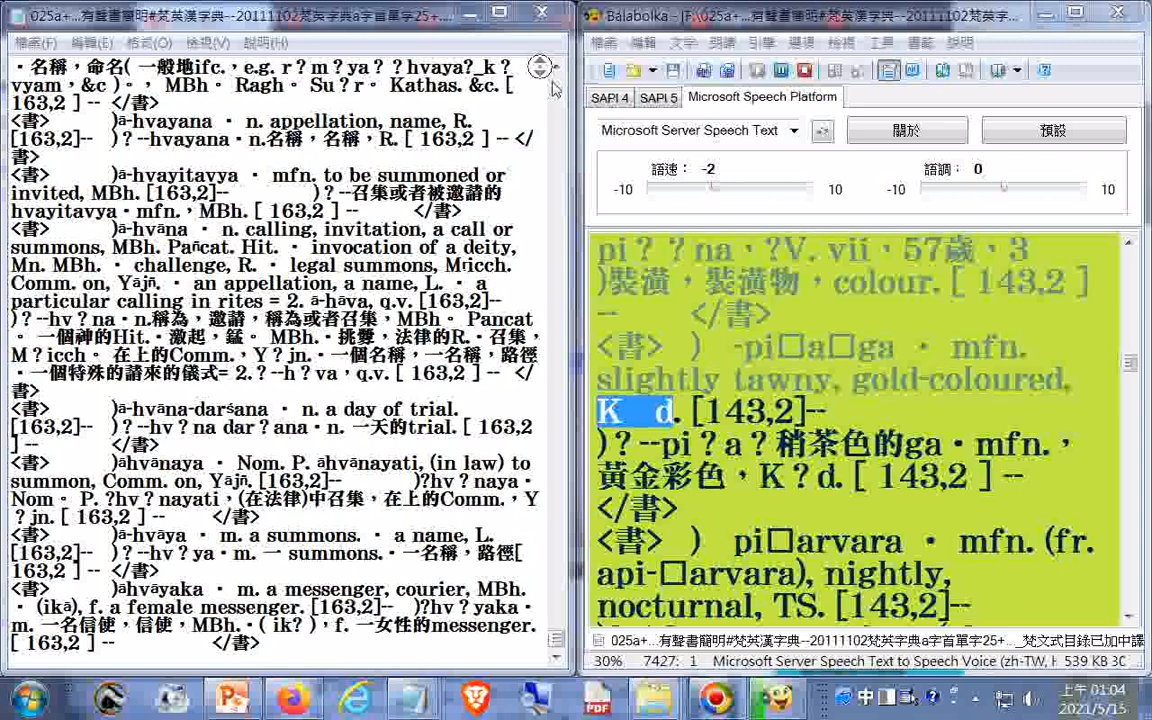 025a+...有聲書簡明#梵英漢字典--20111102梵英字典a字首單字25+...
檔案(F) 編輯(E) 格式(O) 檢視(V) 說明(H)
‧名稱，命名( 一般地ifc.，e.g. r？m？ya？？hvaya?_k？
vyam，&c )。， MBh。 Ragh。 Su？r。 Kathas. &c. [
163,2] -- </書>
<書> )ā-hvayana ‧ n. appellation, name, R.
[163,2]-- )？--hvayana‧n.名稱，名稱，R. [ 163,2 ] -- </
書>
<書> )ā-hvayitavya ‧ mfn. to be summoned or
invited, MBh. [163,2]-- )？--召集或者被邀請的
hvayitavya‧mfn.，MBh. [ 163,2 ] -- </書>
<書> )ā-hvāna ‧ n. calling, invitation, a call or
summons, MBh. Pañcat. Hit. ‧ invocation of a deity,
Mn. MBh. ‧ challenge, R. ‧ legal summons, Mṛicch.
Comm. on, Yājñ. ‧ an appellation, a name, L. ‧ a
particular calling in rites = 2. ā-hāva, q.v. [163,2]--
)？--hv？na‧n.稱為，邀請，稱為或者召集，MBh。 Pancat
。 一個神的Hit.‧激起，錳。 MBh.‧挑釁，法律的R.‧召集，
M？icch。 在上的Comm.，Y？jn.‧一個名稱，一名稱，路徑
‧一個特殊的請來的儀式= 2.？--h？va，q.v. [ 163,2 ] -- </
書>
<書> )ā-hvāna-darśana ‧ n. a day of trial.
[163,2]-- )？--hv？na dar？ana‧n. 一天的trial. [ 163,2
] -- </書>
<書> )āhvānaya ‧ Nom. P. āhvānayati, (in law) to
summon, Comm. on, Yājñ. [163,2]-- )?hv？naya‧
Nom。 P. ?hv？nayati，(在法律)中召集，在上的Comm.，Y
？jn. [ 163,2 ] -- </書>
<書> )ā-hvāya ‧ m. a summons. ‧ a name, L.
[163,2]-- )？--hv？ya‧m. 一 summons.‧一名稱，路徑[
163,2 ] -- </書>
<書> )āhvāyaka ‧ m. a messenger, courier, MBh.
‧ (ikā), f. a female messenger. [163,2]-- )?hv？yaka‧
m. 一名信使，信使，MBh.‧( ik？)，f. 一女性的messenger.
[ 163,2 ] -- </書>
Balabolka - [F:\025a+...有聲書簡明#梵英漢字典--20111102梵英字...
檔案 編輯 文字 朗讀 引擎 選項 檢視 工具 書籤 說明
SAPI 4 SAPI 5 Microsoft Speech Platform
Microsoft Server Speech Text 關於 預設
語速： -2 語調： 0
-10 10 -10 10
pi？？na，?V. vii，57歲，3
)裝潢，裝潢物，colour. [ 143,2 ]
-- </書>
<書> ) -pi□a□ga ‧ mfn.
slightly tawny, gold-coloured,
K d. [143,2]--
)？--pi？a？稍茶色的ga‧mfn.，
黃金彩色，K？d. [ 143,2 ] --
</書>
<書> ) pi□arvara ‧ mfn. (fr.
api-□arvara), nightly,
nocturnal, TS. [143,2]--
025a+...有聲書簡明#梵英漢字典--20111102梵英字典a字首單字25+..._梵文式目錄已加中譯
30% 7427: 1 Microsoft Server Speech Text to Speech Voice (zh-TW, H 539 KB
中
上午 01:04
2021/5/15